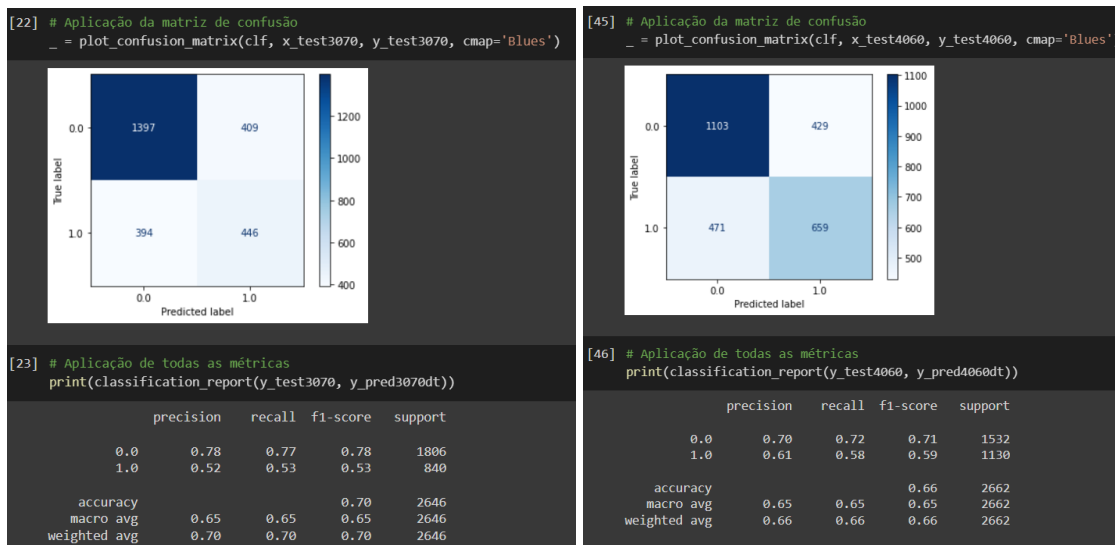 [22] # Aplicação da matriz de confusão
_ = plot_confusion_matrix(clf, x_test3070, y_test3070, cmap='Blues')
1397 409
394 446
0.0
1.0
True label
0.0 1.0
Predicted label
1200
1000
800
600
400
[23] # Aplicação de todas as métricas
print(classification_report(y_test3070, y_pred3070dt))
precision recall f1-score support
0.0 0.78 0.77 0.78 1806
1.0 0.52 0.53 0.53 840
accuracy 0.70 2646
macro avg 0.65 0.65 0.65 2646
weighted avg 0.70 0.70 0.70 2646
[45] # Aplicação da matriz de confusão
_ = plot_confusion_matrix(clf, x_test4060, y_test4060, cmap='Blues'
1103 429
471 659
0.0
1.0
True label
0.0 1.0
Predicted label
1100
1000
900
800
700
600
500
[46] # Aplicação de todas as métricas
print(classification_report(y_test4060, y_pred4060dt))
precision recall f1-score support
0.0 0.70 0.72 0.71 1532
1.0 0.61 0.58 0.59 1130
accuracy 0.66 2662
macro avg 0.65 0.65 0.65 2662
weighted avg 0.66 0.66 0.66 2662